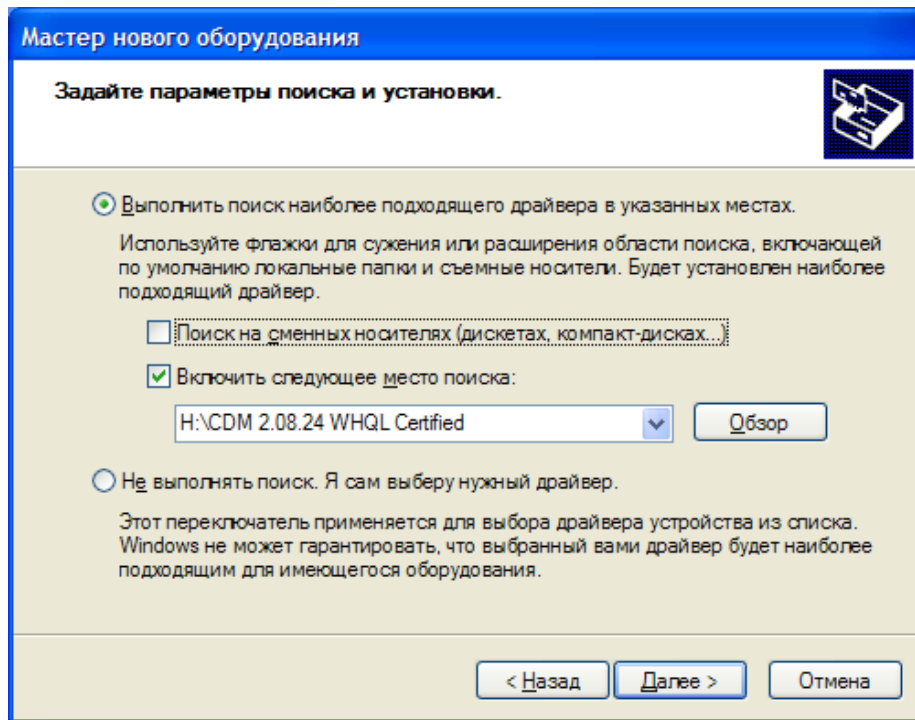 Мастер нового оборудования
Задайте параметры поиска и установки.
Выполнить поиск наиболее подходящего драйвера в указанных местах.
Используйте флажки для сужения или расширения области поиска, включающей
по умолчанию локальные папки и съемные носители. Будет установлен наиболее
подходящий драйвер.
Поиск на сменных носителях (дискетах, компакт-дисках...)
Включить следующее место поиска:
H:\CDM 2.08.24 WHQL Certified
Обзор
Не выполнять поиск. Я сам выберу нужный драйвер.
Этот переключатель применяется для выбора драйвера устройства из списка.
Windows не может гарантировать, что выбранный вами драйвер будет наиболее
подходящим для имеющегося оборудования.
< Назад
Далее >
Отмена